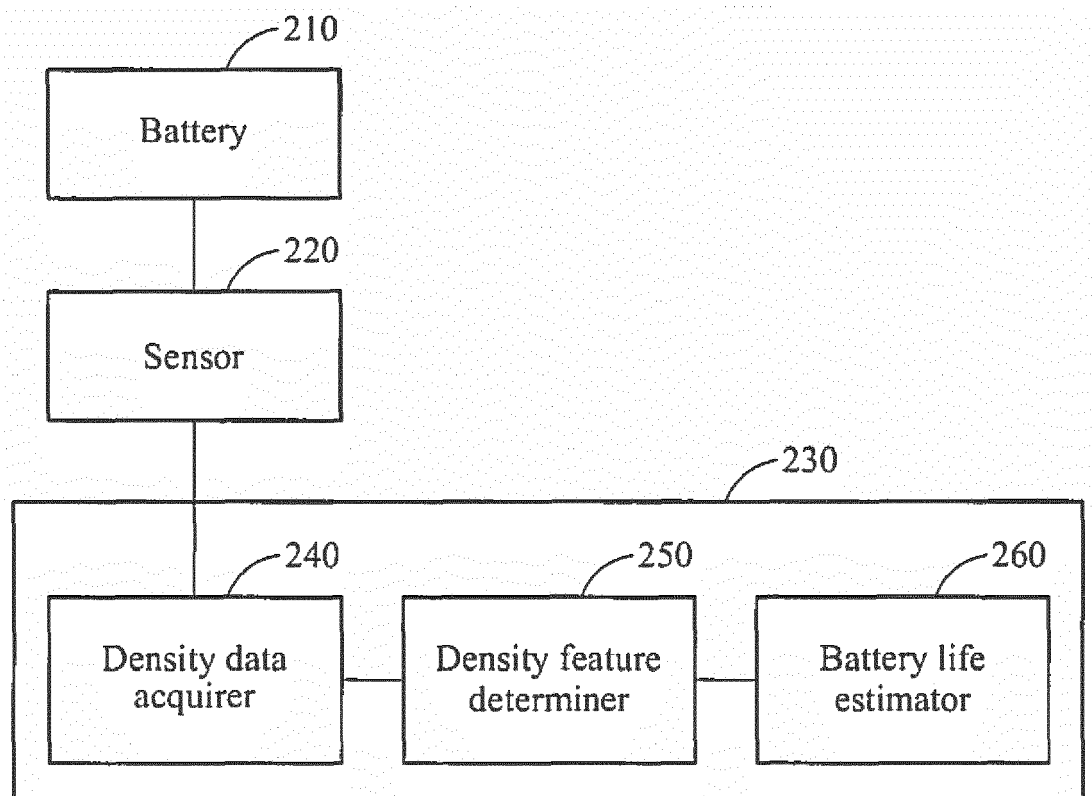 210
Battery
220
Sensor
230
240
250
260
Density data
acquirer
Density feature
determiner
Battery life
estimator